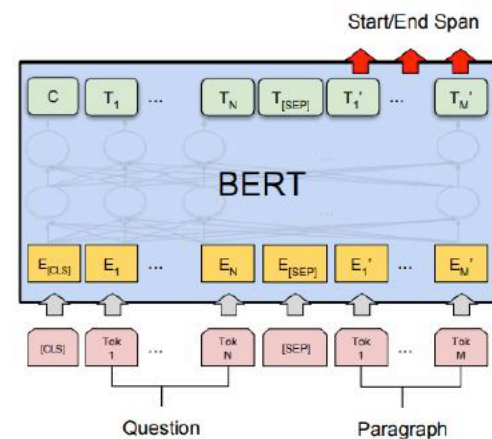 Start/End Span
C T1 ... TN T[SEP] T1' ... TM'
BERT
E[CLS] E1 ... EN E[SEP] E1' ... EM'
[CLS] Tok 1 ... Tok N [SEP] Tok 1 ... Tok M
Question Paragraph